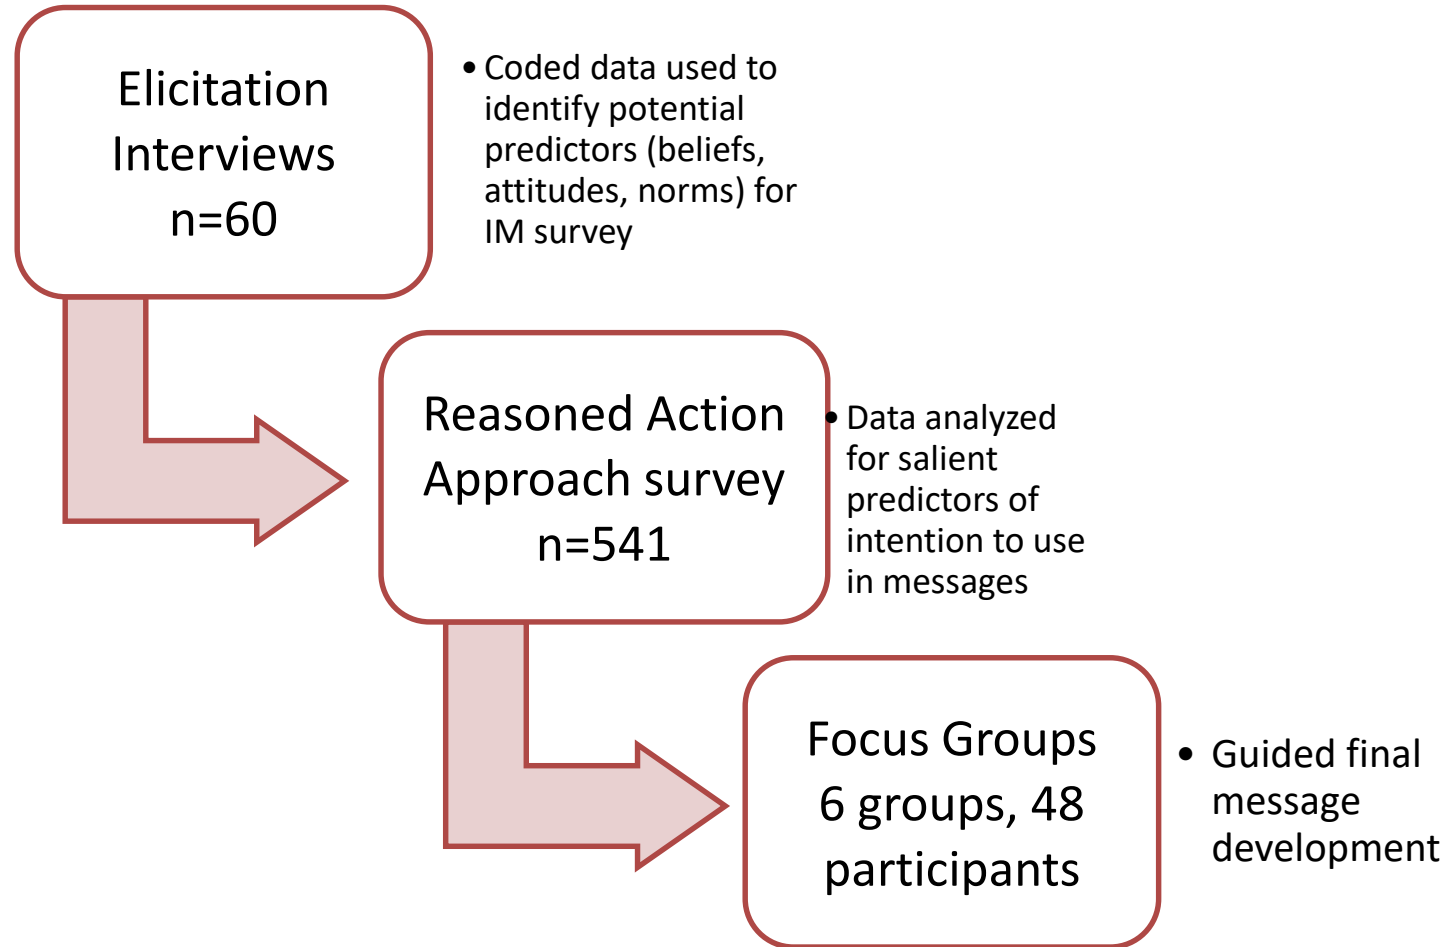 Elicitation
Interviews
n=60
• Coded data used to
identify potential
predictors (beliefs,
attitudes, norms) for
IM survey
Reasoned Action
Approach survey
n=541
• Data analyzed
for salient
predictors of
intention to use
in messages
Focus Groups
6 groups, 48
participants
• Guided final
message
development